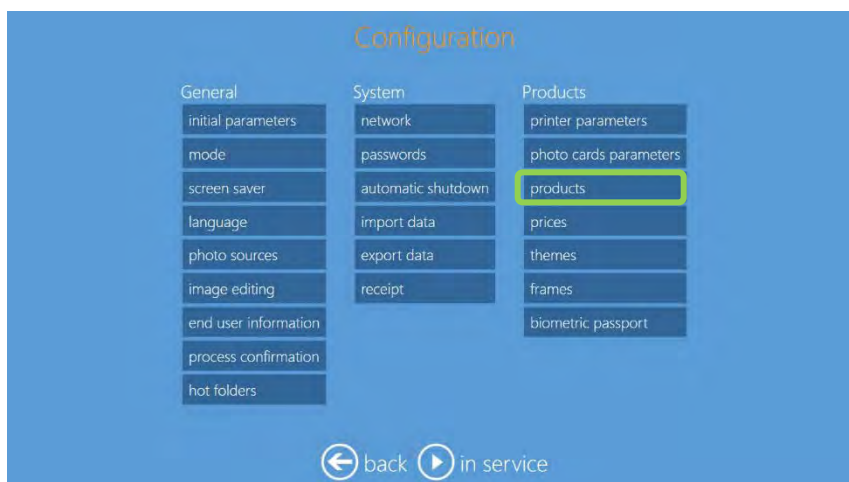 Configuration
General
initial parameters
mode
screen saver
language
photo sources
image editing
end user information
process confirmation
hot folders
System
network
passwords
automatic shutdown
import data
export data
receipt
Products
printer parameters
photo cards parameters
products
prices
themes
frames
biometric passport
back in service